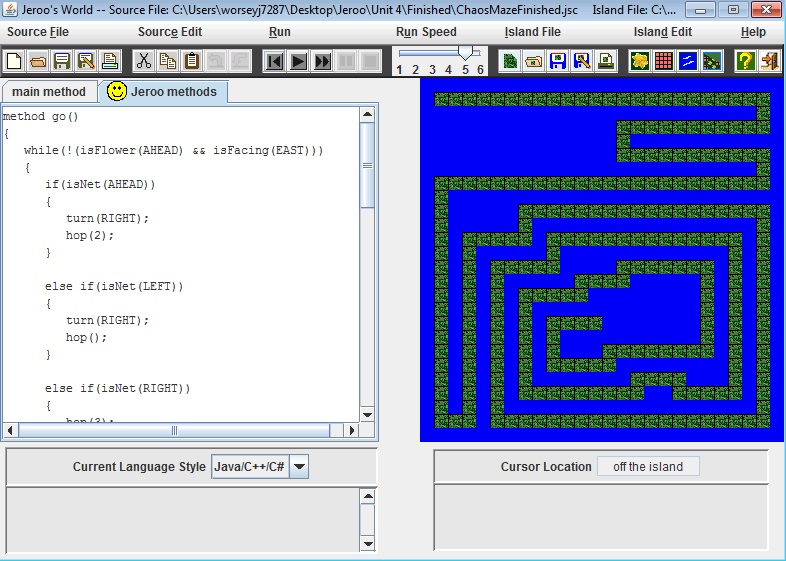 Jeroo's World -- Source File: C:\Users\worseyj7287\Desktop\Jeroo\Unit 4\Finished\ChaosMazeFinished.jsc Island File: C:\...
Source File Source Edit Run Run Speed Island File Island Edit Help
1 2 3 4 5 6
main method Jeroo methods
method go()
{
while(!(isFlower(AHEAD) && isFacing(EAST)))
{
if(isNet(AHEAD))
{
turn(RIGHT);
hop(2);
}
else if(isNet(LEFT))
{
turn(RIGHT);
hop();
}
else if(isNet(RIGHT))
{
hop(3);
Current Language Style Java/C++/C#
Cursor Location off the island